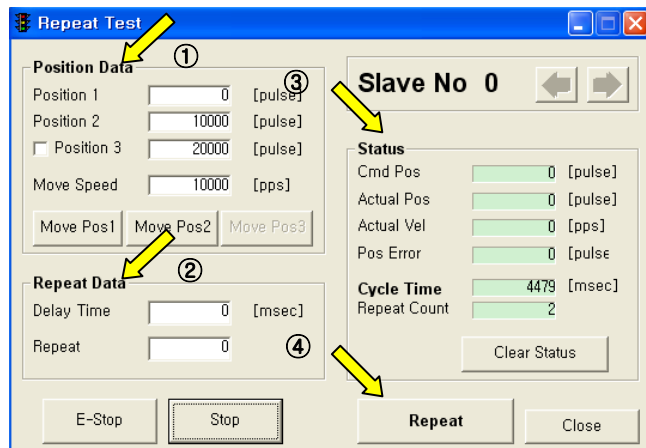 Repeat Test
①
Position Data
Position 1 0 [pulse]
Position 2 10000 [pulse]
Position 3 20000 [pulse]
Move Speed 10000 [pps]
Move Pos1 Move Pos2 Move Pos3
②
Repeat Data
Delay Time 0 [msec]
Repeat 0
E-Stop Stop
③
Slave No 0
Status
Cmd Pos 0 [pulse]
Actual Pos 0 [pulse]
Actual Vel 0 [pps]
Pos Error 0 [pulse
Cycle Time 4479 [msec]
Repeat Count 2
Clear Status
④
Repeat Close